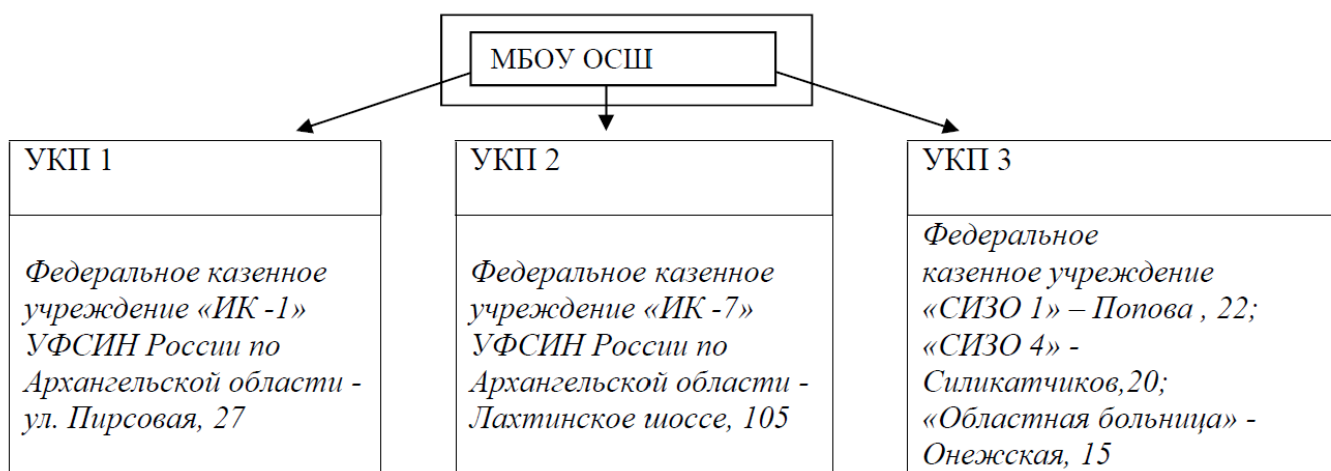 МБОУ ОСШ
УКП 1
Федеральное казенное
учреждение «ИК -1»
УФСИН России по
Архангельской области -
ул. Пирсовая, 27
УКП 2
Федеральное казенное
учреждение «ИК -7»
УФСИН России по
Архангельской области -
Лахтинское шоссе, 105
УКП 3
Федеральное
казенное учреждение
«СИЗО 1» – Попова , 22;
«СИЗО 4» -
Силикатчиков,20;
«Областная больница» -
Онежская, 15